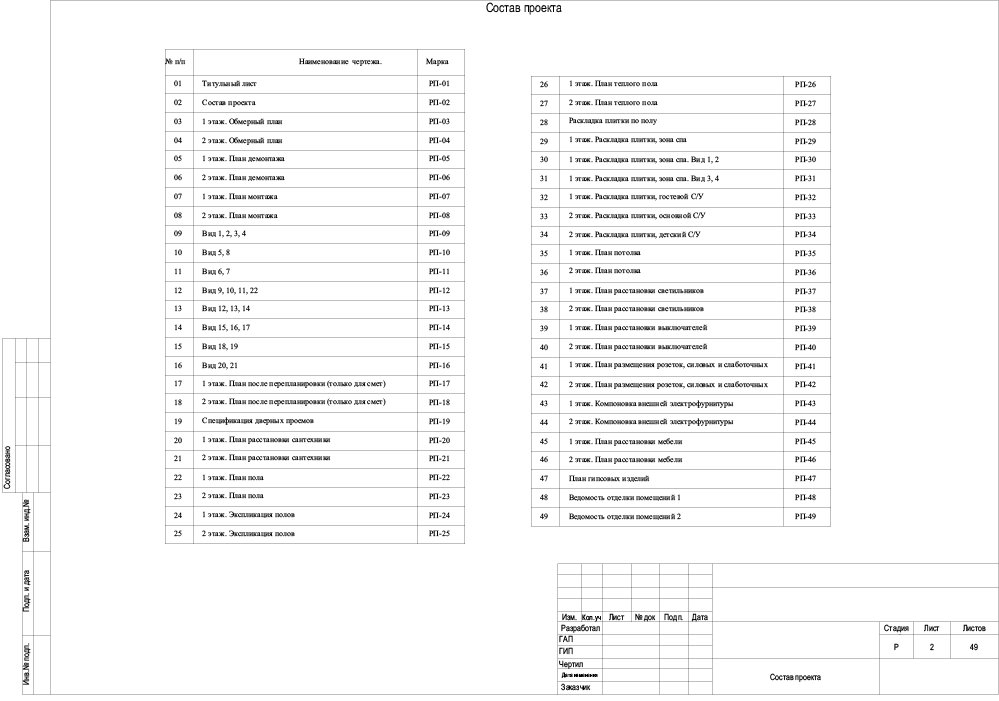 Состав проекта
№ п/п Наименование чертежа. Марка
01 Титульный лист РП-01
02 Состав проекта РП-02
03 1 этаж. Обмерный план РП-03
04 2 этаж. Обмерный план РП-04
05 1 этаж. План демонтажа РП-05
06 2 этаж. План демонтажа РП-06
07 1 этаж. План монтажа РП-07
08 2 этаж. План монтажа РП-08
09 Вид 1, 2, 3, 4 РП-09
10 Вид 5, 8 РП-10
11 Вид 6, 7 РП-11
12 Вид 9, 10, 11, 22 РП-12
13 Вид 12, 13, 14 РП-13
14 Вид 15, 16, 17 РП-14
15 Вид 18, 19 РП-15
16 Вид 20, 21 РП-16
17 1 этаж. План после перепланировки (только для смет) РП-17
18 2 этаж. План после перепланировки (только для смет) РП-18
19 Спецификация дверных проемов РП-19
20 1 этаж. План расстановки сантехники РП-20
21 2 этаж. План расстановки сантехники РП-21
22 1 этаж. План пола РП-22
23 2 этаж. План пола РП-23
24 1 этаж. Экспликация полов РП-24
25 2 этаж. Экспликация полов РП-25
26 1 этаж. План теплого пола РП-26
27 2 этаж. План теплого пола РП-27
28 Раскладка плитки по полу РП-28
29 1 этаж. Раскладка плитки, зона спа РП-29
30 1 этаж. Раскладка плитки, зона спа. Вид 1, 2 РП-30
31 1 этаж. Раскладка плитки, зона спа. Вид 3, 4 РП-31
32 1 этаж. Раскладка плитки, гостевой С/У РП-32
33 2 этаж. Раскладка плитки, основной С/У РП-33
34 2 этаж. Раскладка плитки, детский С/У РП-34
35 1 этаж. План потолка РП-35
36 2 этаж. План потолка РП-36
37 1 этаж. План расстановки светильников РП-37
38 2 этаж. План расстановки светильников РП-38
39 1 этаж. План расстановки выключателей РП-39
40 2 этаж. План расстановки выключателей РП-40
41 1 этаж. План размещения розеток, силовых и слаботочных РП-41
42 2 этаж. План размещения розеток, силовых и слаботочных РП-42
43 1 этаж. Компоновка внешней электрофурнитуры РП-43
44 2 этаж. Компоновка внешней электрофурнитуры РП-44
45 1 этаж. План расстановки мебели РП-45
46 2 этаж. План расстановки мебели РП-46
47 План гипсовых изделий РП-47
48 Ведомость отделки помещений 1 РП-48
49 Ведомость отделки помещений 2 РП-49
Согласовано
Взам. инд.№
Подп. и дата
Инв.№ подл.
Изм. Кол.уч Лист № док Подп. Дата
Разработал
ГАП
ГИП
Чертил
Дата изменения
Заказчик
Стадия Лист Листов
Р 2 49
Состав проекта